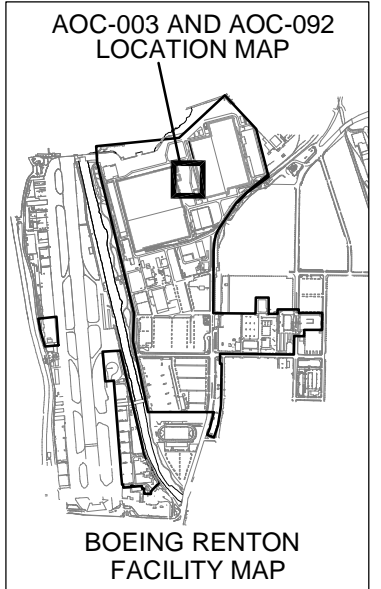 AOC-003 AND AOC-092
LOCATION MAP
BOEING RENTON
FACILITY MAP